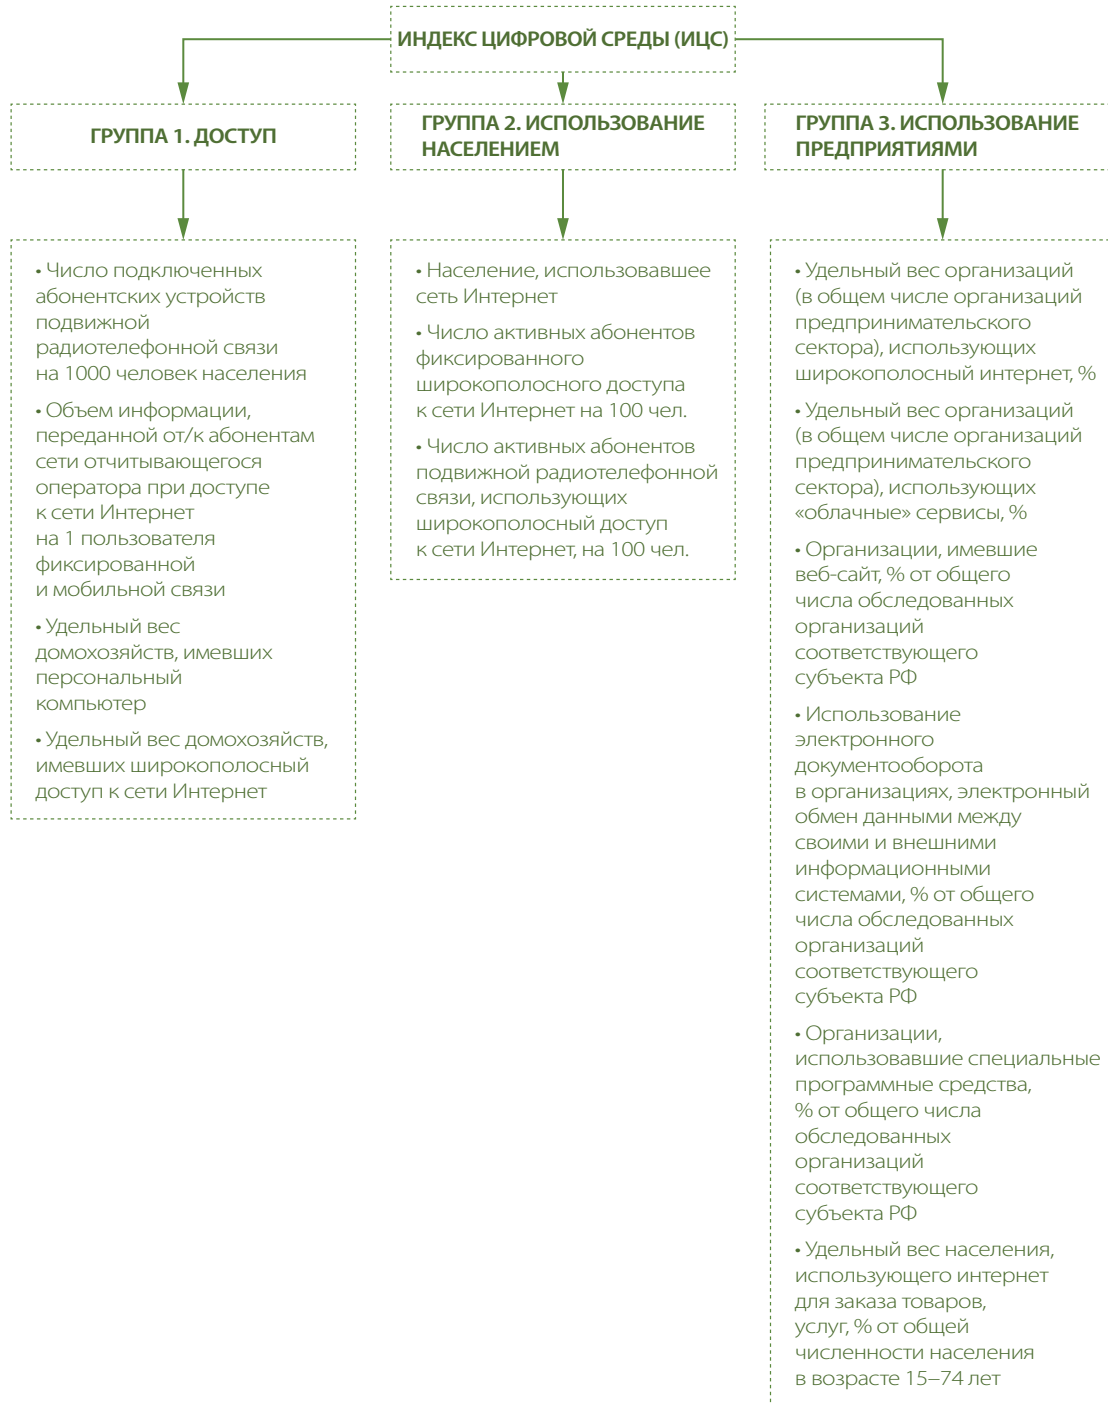 ИНДЕКС ЦИФРОВОЙ СРЕДЫ (ИЦС)
ГРУППА 1. ДОСТУП
• Число подключенных
абонентских устройств
подвижной
радиотелефонной связи
на 1000 человек населения
• Объем информации,
переданной от/к абонентам
сети отчитывающегося
оператора при доступе
к сети Интернет
на 1 пользователя
фиксированной
и мобильной связи
• Удельный вес
домохозяйств, имевших
персональный
компьютер
• Удельный вес домохозяйств,
имевших широкополосный
доступ к сети Интернет
ГРУППА 2. ИСПОЛЬЗОВАНИЕ
НАСЕЛЕНИЕМ
• Население, использовавшее
сеть Интернет
• Число активных абонентов
фиксированного
широкополосного доступа
к сети Интернет на 100 чел.
• Число активных абонентов
подвижной радиотелефонной
связи, использующих
широкополосный доступ
к сети Интернет, на 100 чел.
ГРУППА 3. ИСПОЛЬЗОВАНИЕ
ПРЕДПРИЯТИЯМИ
• Удельный вес организаций
(в общем числе организаций
предпринимательского
сектора), использующих
широкополосный интернет, %
• Удельный вес организаций
(в общем числе организаций
предпринимательского
сектора), использующих
«облачные» сервисы, %
• Организации, имевшие
веб-сайт, % от общего
числа обследованных
организаций
соответствующего
субъекта РФ
• Использование
электронного
документооборота
в организациях, электронный
обмен данными между
своими и внешними
информационными
системами, % от общего
числа обследованных
организаций
соответствующего
субъекта РФ
• Организации,
использовавшие специальные
программные средства,
% от общего числа
обследованных
организаций
соответствующего
субъекта РФ
• Удельный вес населения,
использующего интернет
для заказа товаров,
услуг, % от общей
численности населения
в возрасте 15–74 лет